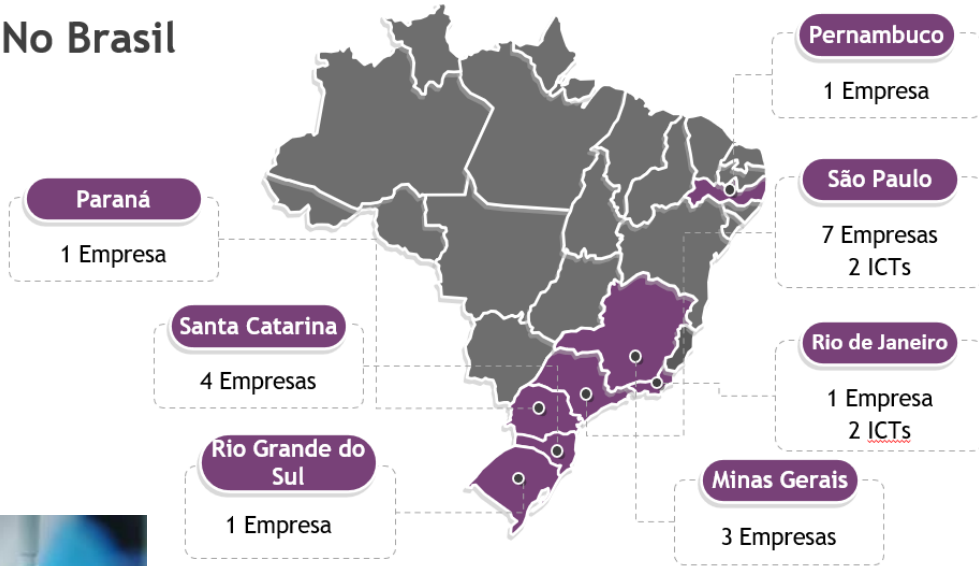 No Brasil
Pernambuco
1 Empresa
São Paulo
7 Empresas
2 ICTs
Paraná
1 Empresa
Santa Catarina
4 Empresas
Rio de Janeiro
1 Empresa
2 ICTs
Rio Grande do
Sul
1 Empresa
Minas Gerais
3 Empresas